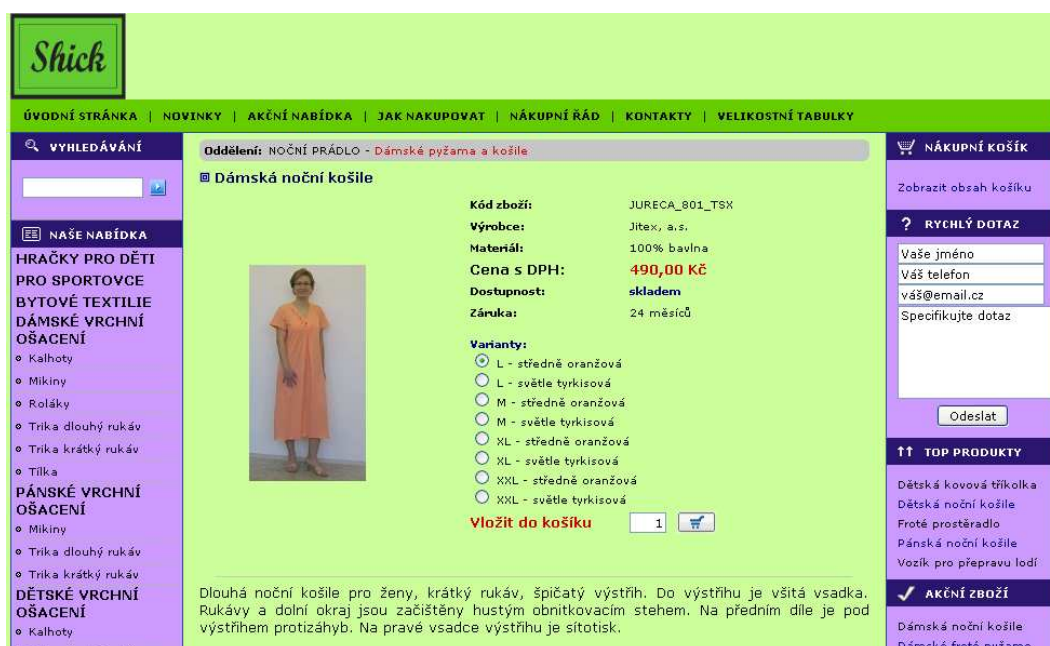 Shick
ÚVODNÍ STRÁNKA | NOVINKY | AKČNÍ NABÍDKA | JAK NAKUPOVAT | NÁKUPNÍ ŘÁD | KONTAKTY | VELIKOSTNÍ TABULKY
VYHLEDÁVÁNÍ
NAŠE NABÍDKA
HRAČKY PRO DĚTI
PRO SPORTOVCE
BYTOVÉ TEXTILIE
DÁMSKÉ VRCHNÍ
OŠACENÍ
Kalhoty
Mikiny
Roláky
Trika dlouhý rukáv
Trika krátký rukáv
Tílka
PÁNSKÉ VRCHNÍ
OŠACENÍ
Mikiny
Trika dlouhý rukáv
Trika krátký rukáv
DĚTSKÉ VRCHNÍ
OŠACENÍ
Kalhoty
Oddělení: NOČNÍ PRÁDLO - Dámské pyžama a košile
Dámská noční košile
Kód zboží: JURECA_801_TSX
Výrobce: Jitex, a.s.
Materiál: 100% bavlna
Cena s DPH: 490,00 Kč
Dostupnost: skladem
Záruka: 24 měsíců
Varianty:
L - středně oranžová
L - světle tyrkisová
M - středně oranžová
M - světle tyrkisová
XL - středně oranžová
XL - světle tyrkisová
XXL - středně oranžová
XXL - světle tyrkisová
Vložit do košíku 1
Dlouhá noční košile pro ženy, krátký rukáv, špičatý výstřih. Do výstřihu je všitá vsadka.
Rukávy a dolní okraj jsou začištěny hustým obnitkovacím stehem. Na předním díle je pod
výstřihem protizáhyb. Na pravé vsadce výstřihu je sítotisk.
NÁKUPNÍ KOŠÍK
Zobrazit obsah košíku
? RYCHLÝ DOTAZ
Vaše jméno
Váš telefon
váš@email.cz
Specifikujte dotaz
Odeslat
TOP PRODUKTY
Dětská kovová tříkolka
Dětská noční košile
Froté prostěradlo
Pánská noční košile
Vozík pro přepravu lodí
AKČNÍ ZBOŽÍ
Dámská noční košile
Dámské froté pyžamo